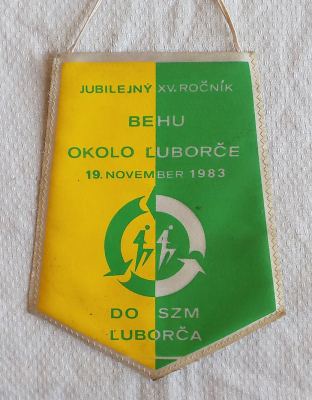 JUBILEJNÝ XV. ROČNÍK
BEHU
OKOLO ĽUBORČE
19. NOVEMBER 1983
DO SZM
ĽUBORČA